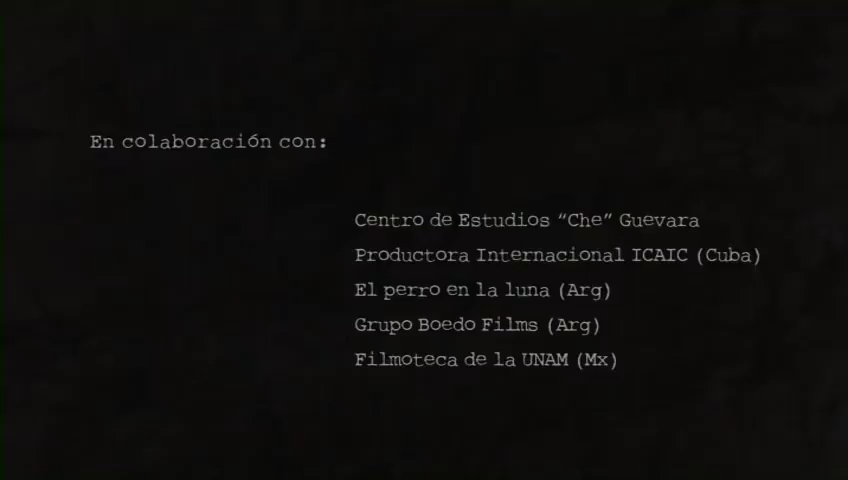 En colaboración con:
Centro de Estudios “Che” Guevara
Productora Internacional ICAIC (Cuba)
El perro en la luna (Arg)
Grupo Boedo Films (Arg)
Filmoteca de la UNAM (Mx)